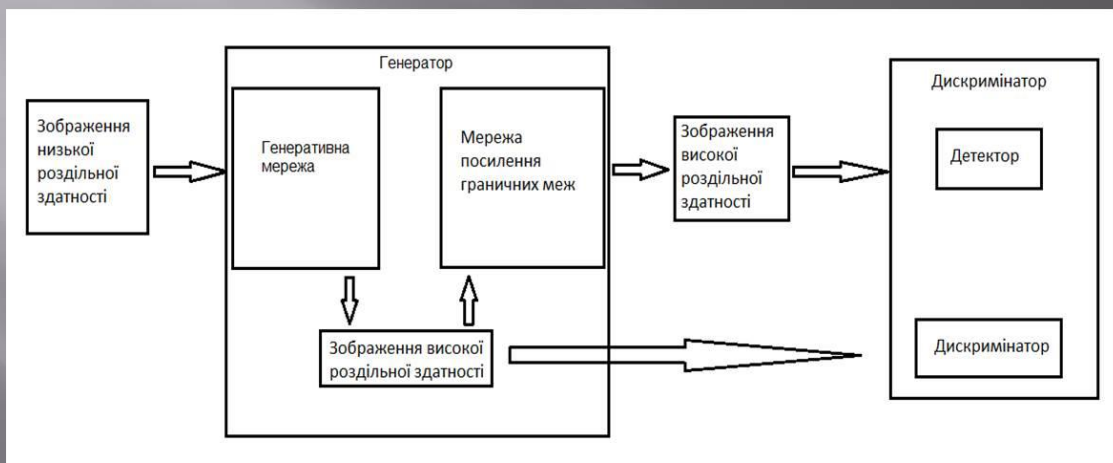 Генератор
Дискримінатор
Зображення
низької
роздільної
здатності
Генеративна
мережа
Мережа
посилення
граничних меж
Зображення
високої
роздільної
здатності
Детектор
Зображення високої
роздільної здатності
Дискримінатор